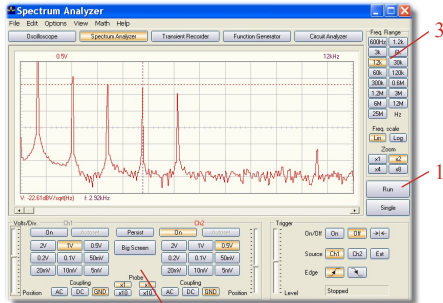 Spectrum Analyzer
File Edit Options View Math Help
Oscilloscope Spectrum Analyzer Transient Recorder Function Generator Circuit Analyzer
Freq. Range
600Hz 1.2k
3k
12k 30k
60k 120k
300k 0.6M
1.2M 3M
6M 12M
25M Hz
3
0.9V 12kHz
Freq. scale
Lin Log
Zoom
x1 x2
x4 x8
Run
1
Single
V: -22.61dBV/sqrt(Hz) f: 2.92kHz
Volts/Div. Ch1 Ch2 Trigger
On Persist On
Big Screen
2V 1V 0.5V
0.2V 0.1V 50mV
20mV 10mV 5mV
2V 1V 0.5V
0.2V 0.1V 50mV
20mV 10mV 5mV
Probe
x1 x1
x10 x10
Coupling
Position AC DC GND
Coupling
AC DC GND Position
On/Off On Off
Source Ch1 Ch2 Ext
Edge
Level Stopped